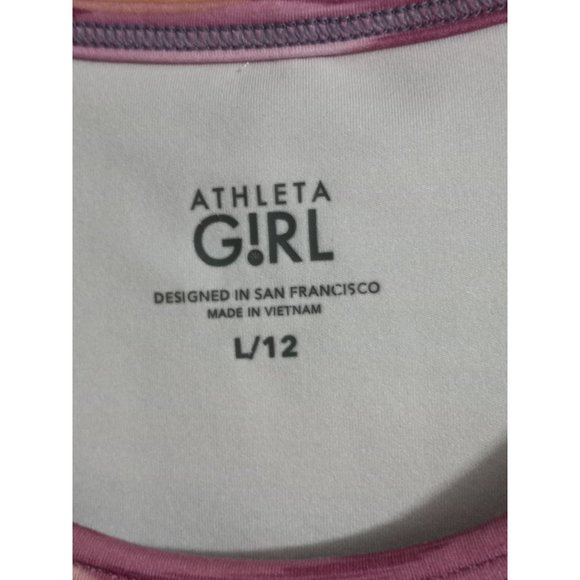 ATHLETA
G!RL
DESIGNED IN SAN FRANCISCO
MADE IN VIETNAM
L/12